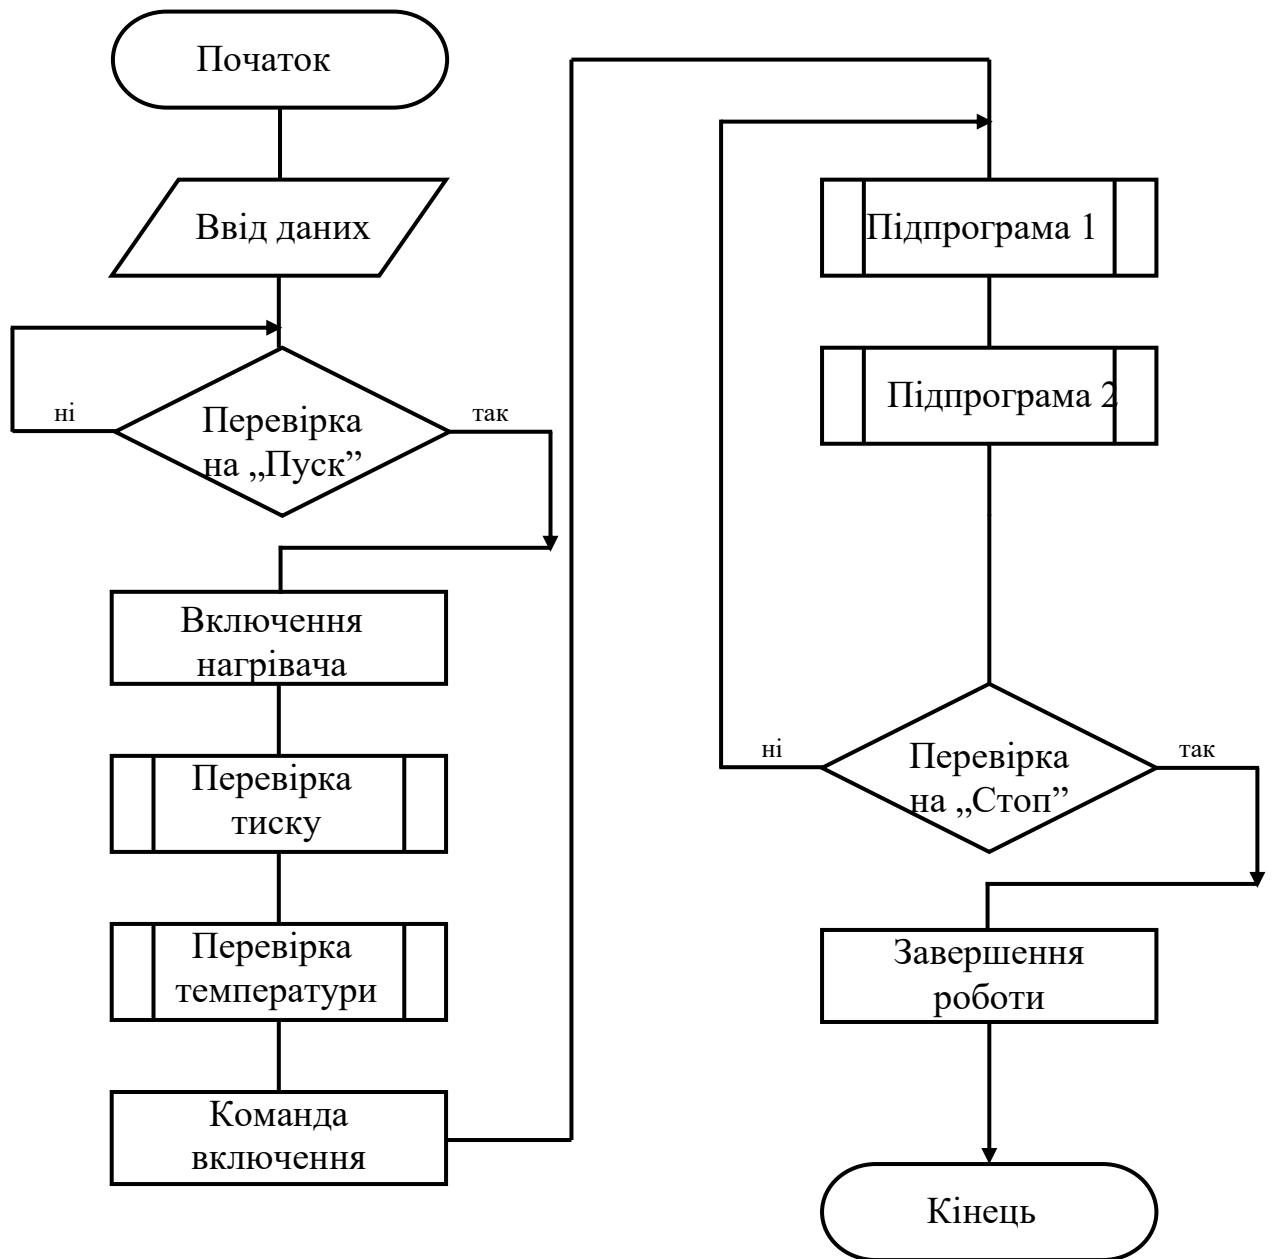 Початок
Ввід даних
ні
так
Перевірка
на „Пуск”
Включення
нагрівача
Перевірка
тиску
Перевірка
температури
Команда
включення
Підпрограма 1
Підпрограма 2
ні
так
Перевірка
на „Стоп”
Завершення
роботи
Кінець